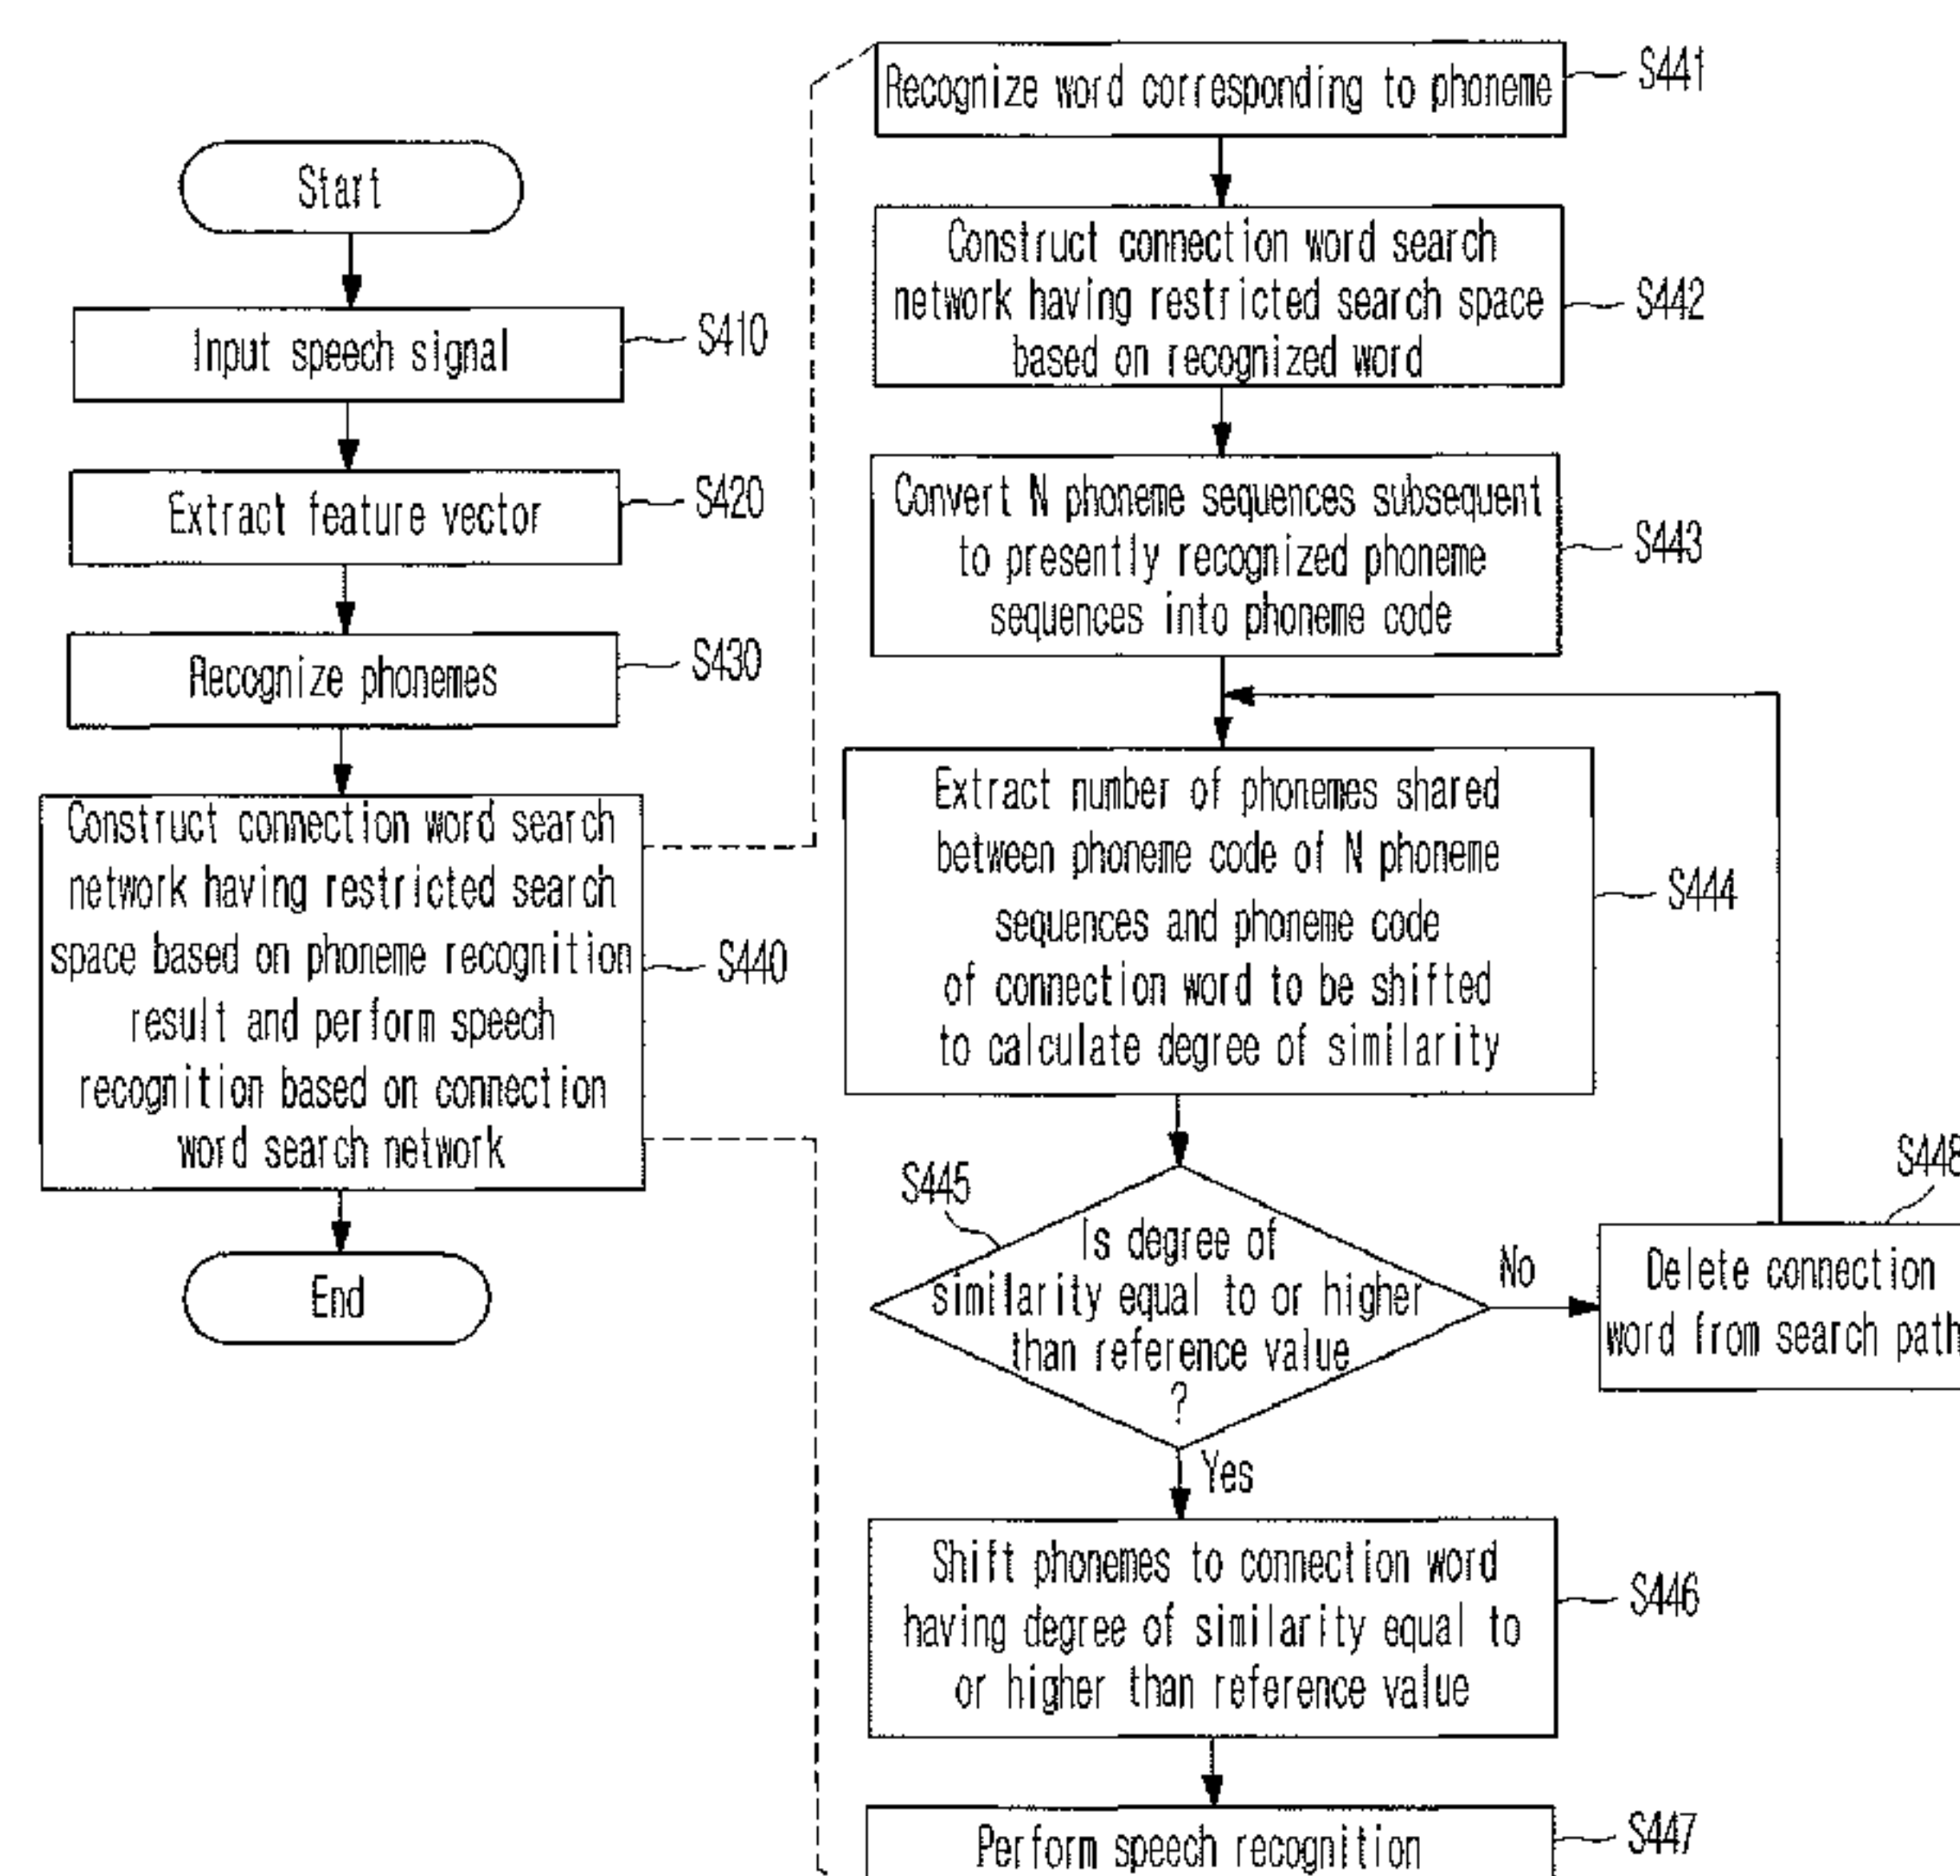 Start
Input speech signal
S410
Extract feature vector
S420
Recognize phonemes
S430
Construct connection word search
network having restricted search
space based on phoneme recognition
result and perform speech
recognition based on connection
word search network
S440
End
Recognize word corresponding to phoneme
S441
Construct connection word search
network having restricted search space
based on recognized word
S442
Convert N phoneme sequences subsequent
to presently recognized phoneme
sequences into phoneme code
S443
Extract number of phonemes shared
between phoneme code of N phoneme
sequences and phoneme code
of connection word to be shifted
to calculate degree of similarity
S444
S445
Is degree of
similarity equal to or higher
than reference value
?
No
S448
Delete connection
word from search path
Yes
Shift phonemes to connection word
having degree of similarity equal to
or higher than reference value
S446
Perform speech recognition
S447